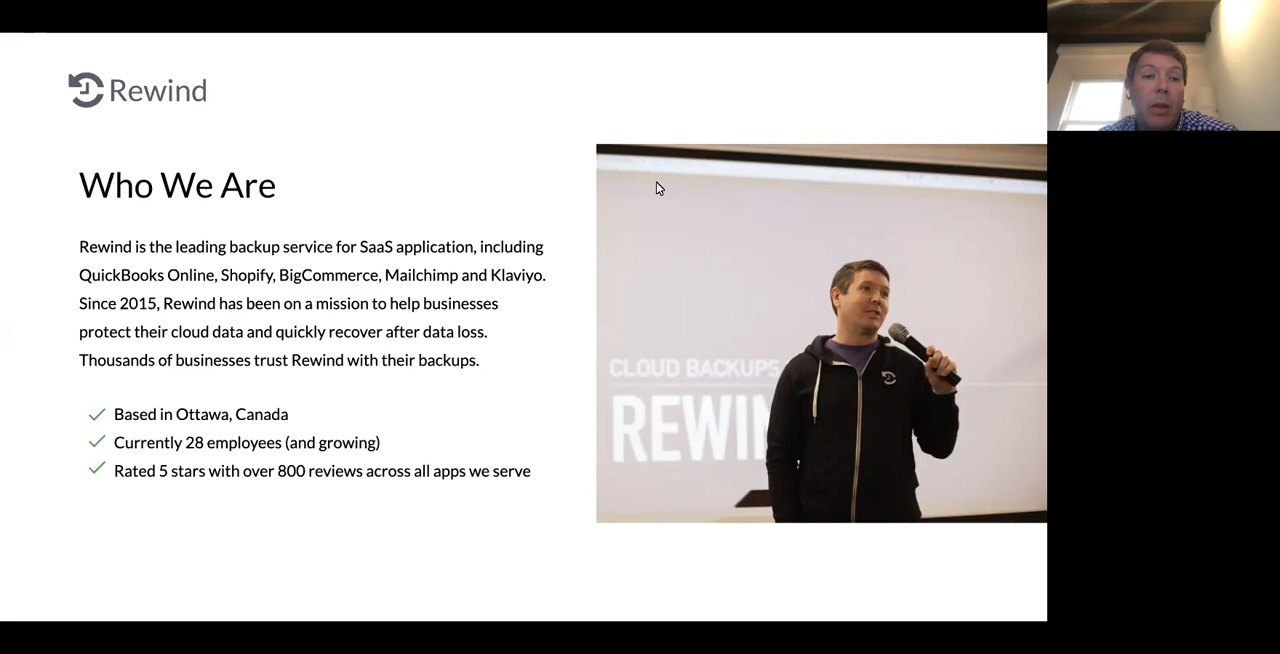 Rewind
Who We Are
Rewind is the leading backup service for SaaS application, including
QuickBooks Online, Shopify, BigCommerce, Mailchimp and Klaviyo.
Since 2015, Rewind has been on a mission to help businesses
protect their cloud data and quickly recover after data loss.
Thousands of businesses trust Rewind with their backups.
Based in Ottawa, Canada
Currently 28 employees (and growing)
Rated 5 stars with over 800 reviews across all apps we serve
CLOUD BACKUPS
REWIN